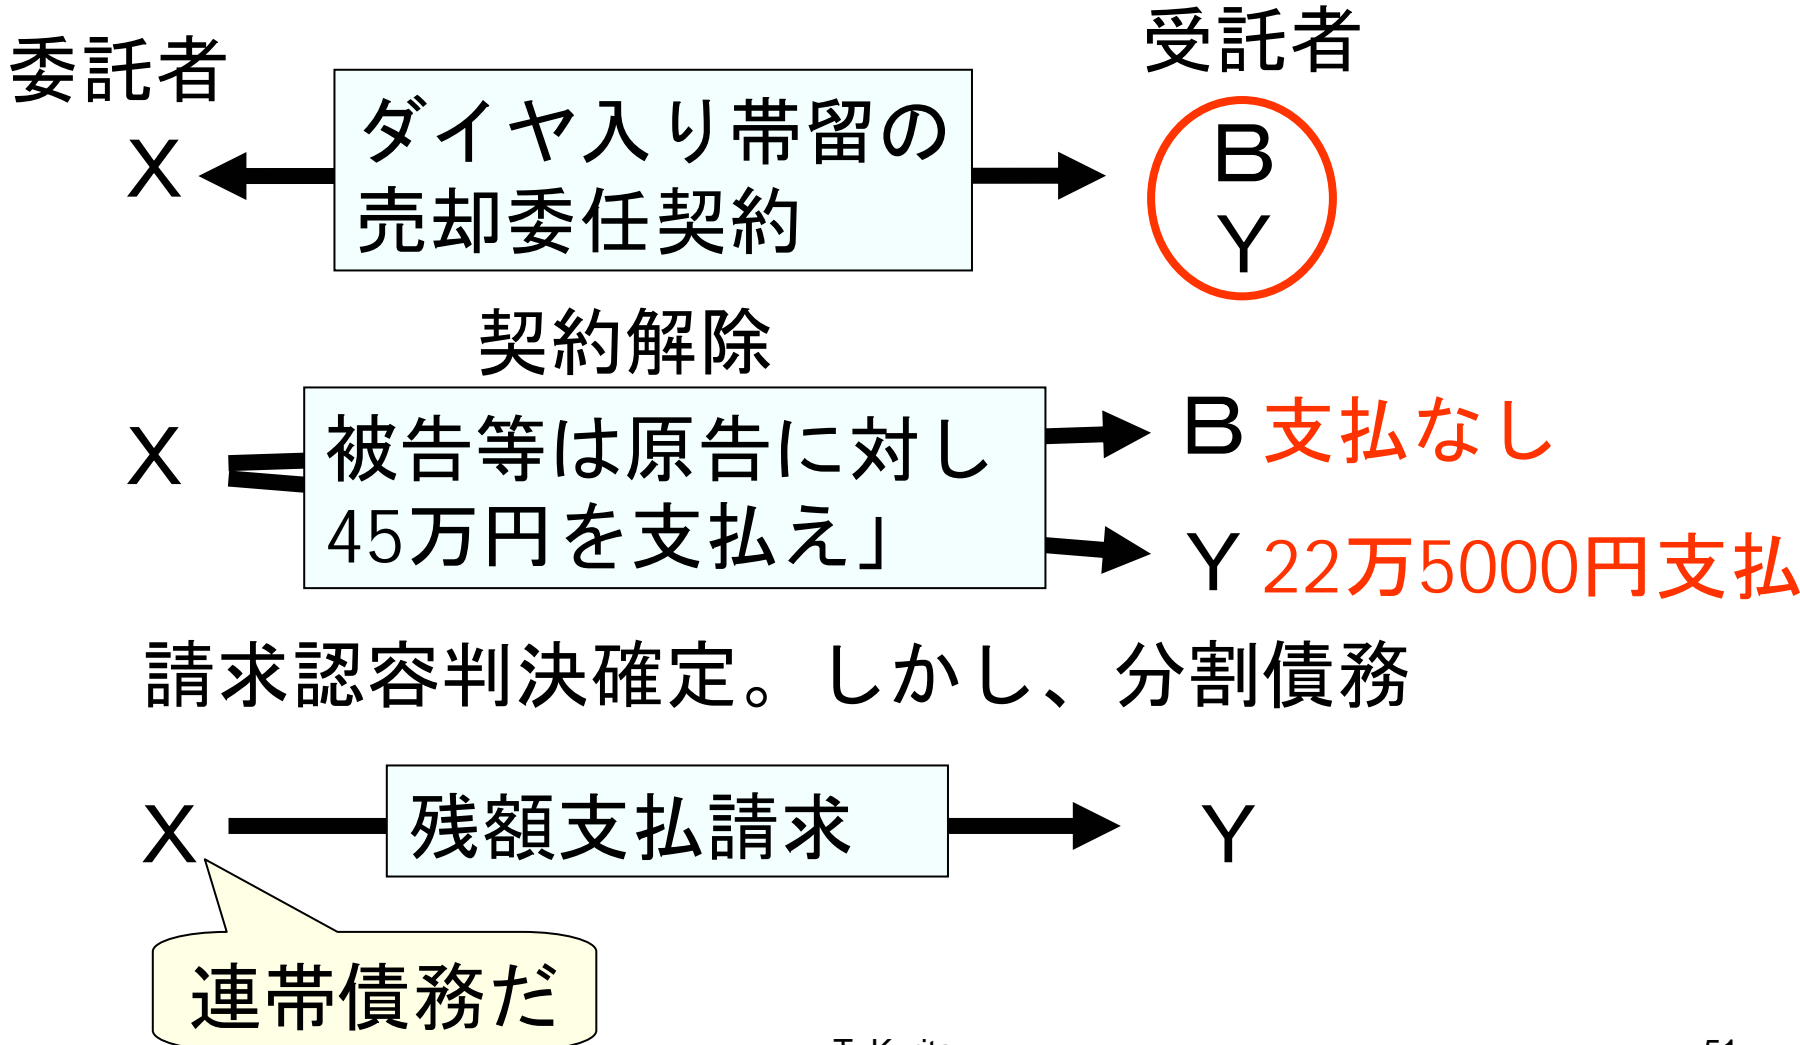 委託者
受託者
X
ダイヤ入り帯留の
売却委任契約
B
Y
契約解除
X
被告等は原告に対し
45万円を支払え」
B 支払なし
Y 22万5000円支払
請求認容判決確定。しかし、分割債務
X
残額支払請求
Y
連帯債務だ